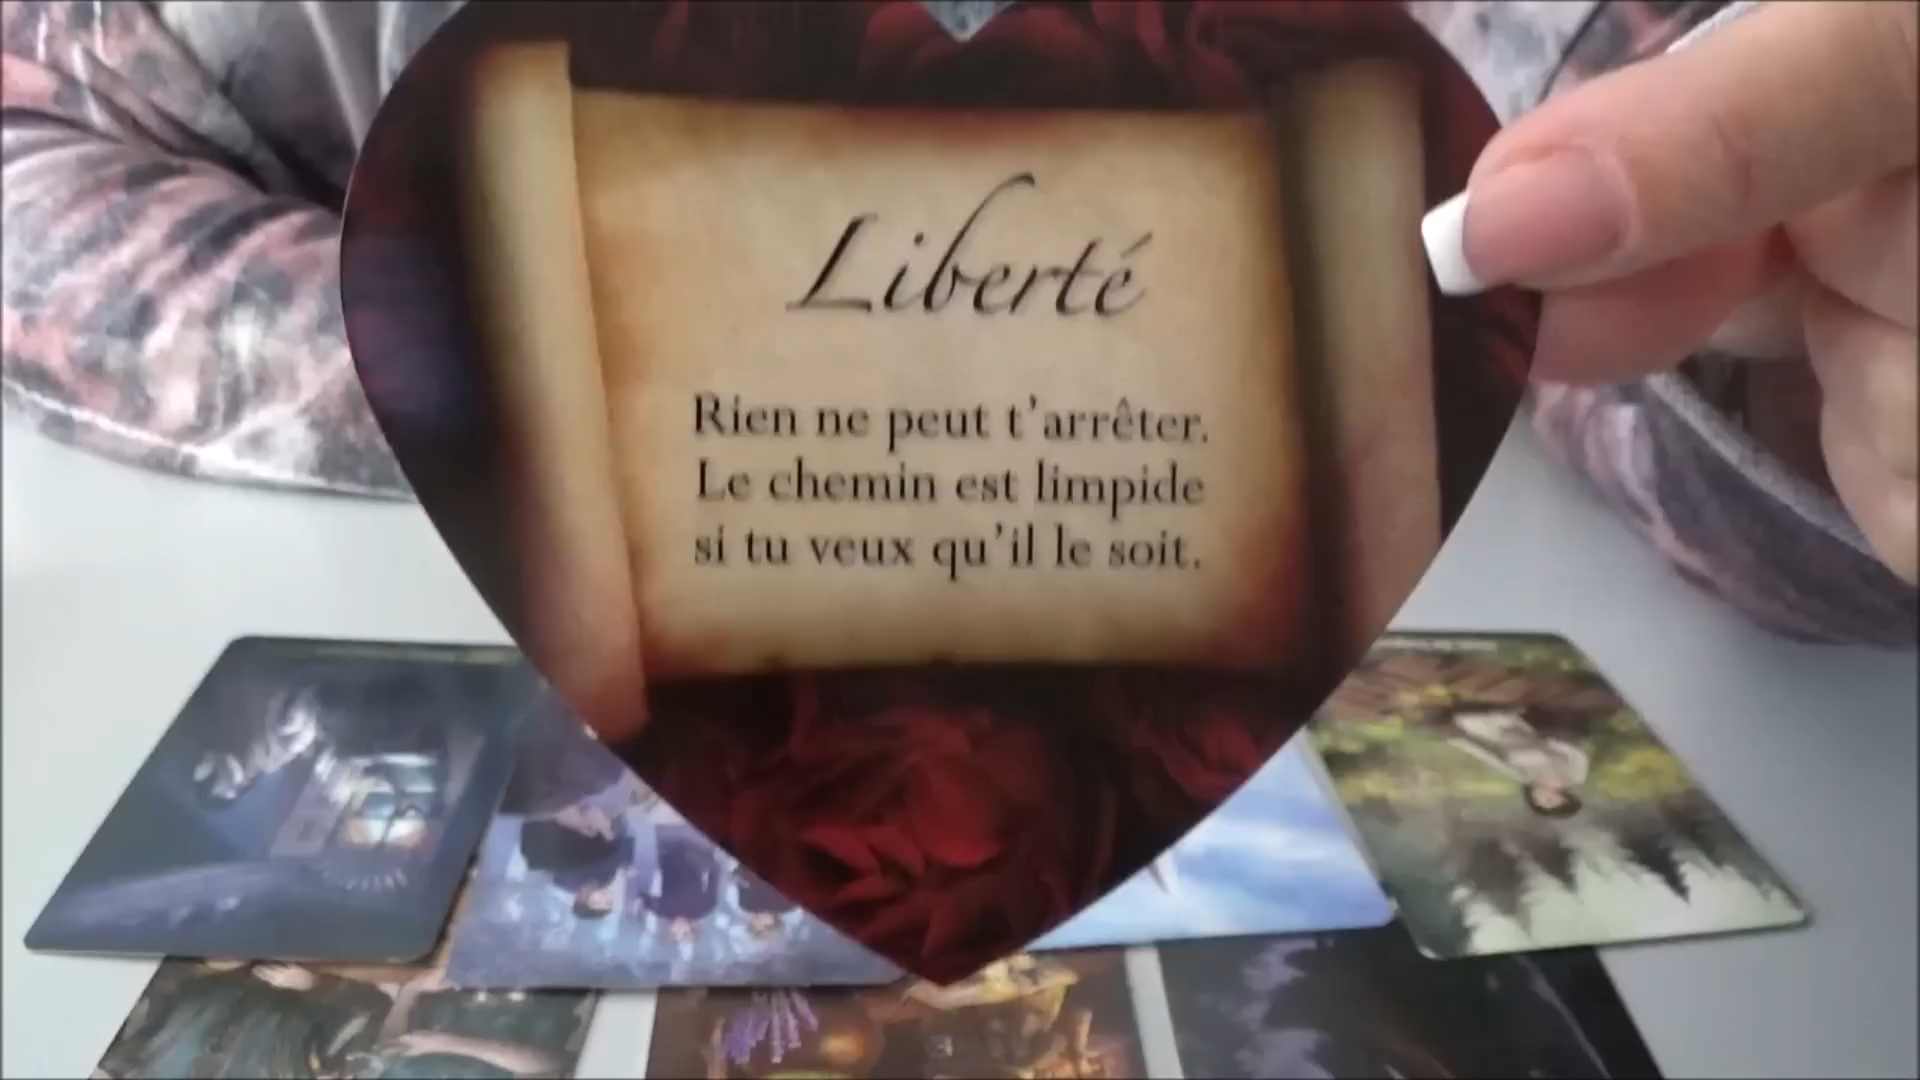 Liberté
Rien ne peut t'arrêter.
Le chemin est limpide
si tu veux qu'il le soit.